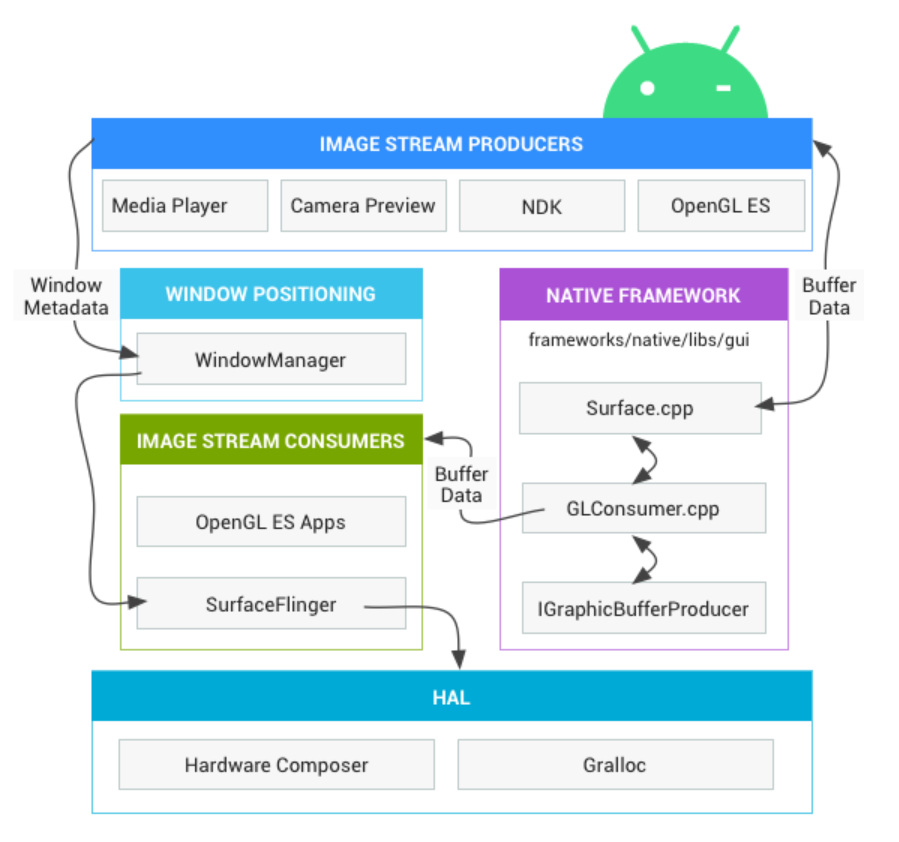 IMAGE STREAM PRODUCERS
Media Player
Camera Preview
NDK
OpenGL ES
Window
Metadata
WINDOW POSITIONING
WindowManager
NATIVE FRAMEWORK
frameworks/native/libs/gui
Buffer
Data
Surface.cpp
IMAGE STREAM CONSUMERS
Buffer
Data
GLConsumer.cpp
OpenGL ES Apps
SurfaceFlinger
IGraphicBufferProducer
HAL
Hardware Composer
Gralloc